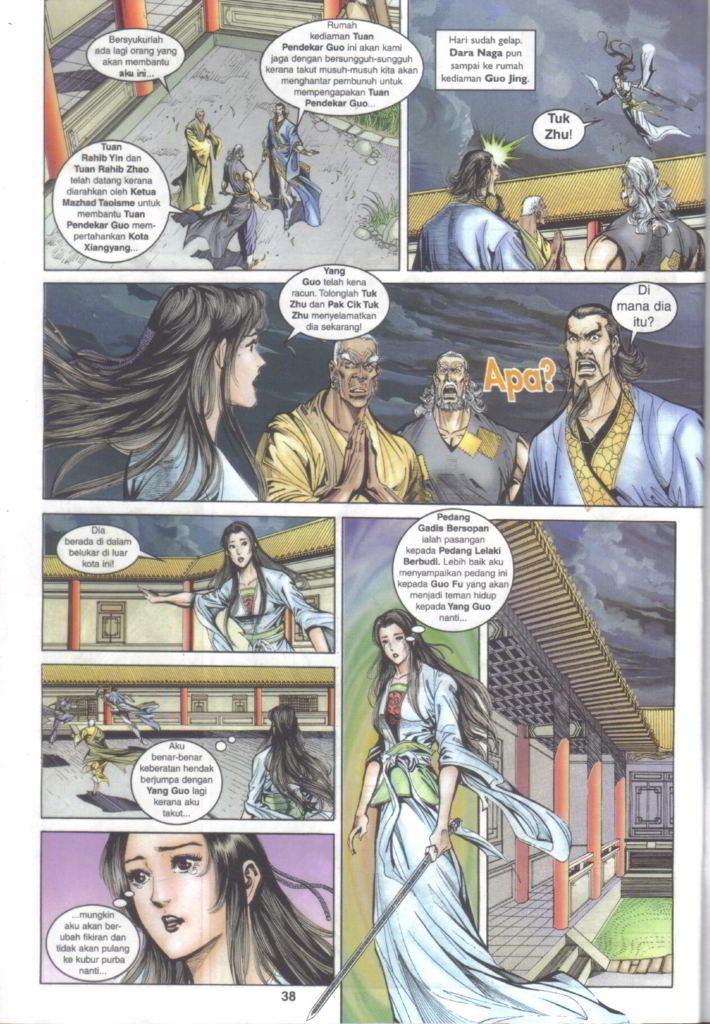 Bersyukurlah
ada lagi orang yang
akan membantu
aku ini...
Rumah
kediaman Tuan
Pendekar Guo ini akan kami
jaga dengan bersungguh-sungguh
kerana takut musuh-musuh kita akan
menghantar pembunuh untuk
mempengapakan Tuan
Pendekar Guo...
Tuan
Rahib Yin dan
Tuan Rahib Zhao
telah datang kerana
diarahkan oleh Ketua
Mazhad Taoisme untuk
membantu Tuan
Pendekar Guo mem-
pertahankan Kota
Xiangyang...
Hari sudah gelap.
Dara Naga pun
sampai ke rumah
kediaman Guo Jing.
Tuk
Zhu!
Yang
Guo telah kena
racun. Tolonglah Tuk
Zhu dan Pak Cik Tuk
Zhu menyelamatkan
dia sekarang!
Apa?
Di
mana dia
itu?
Dia
berada di dalam
belukar di luar
kota ini!
Aku
benar-benar
keberatan hendak
berjumpa dengan
Yang Guo lagi
kerana aku
takut...
...mungkin
aku akan ber-
ubah fikiran dan
tidak akan pulang
ke kubur purba
nanti...
Pedang
Gadis Bersopan
ialah pasangan
kepada Pedang Lelaki
Berbudi. Lebih baik aku
menyampaikan pedang ini
kepada Guo Fu yang akan
menjadi teman hidup
kepada Yang Guo
nanti...
38